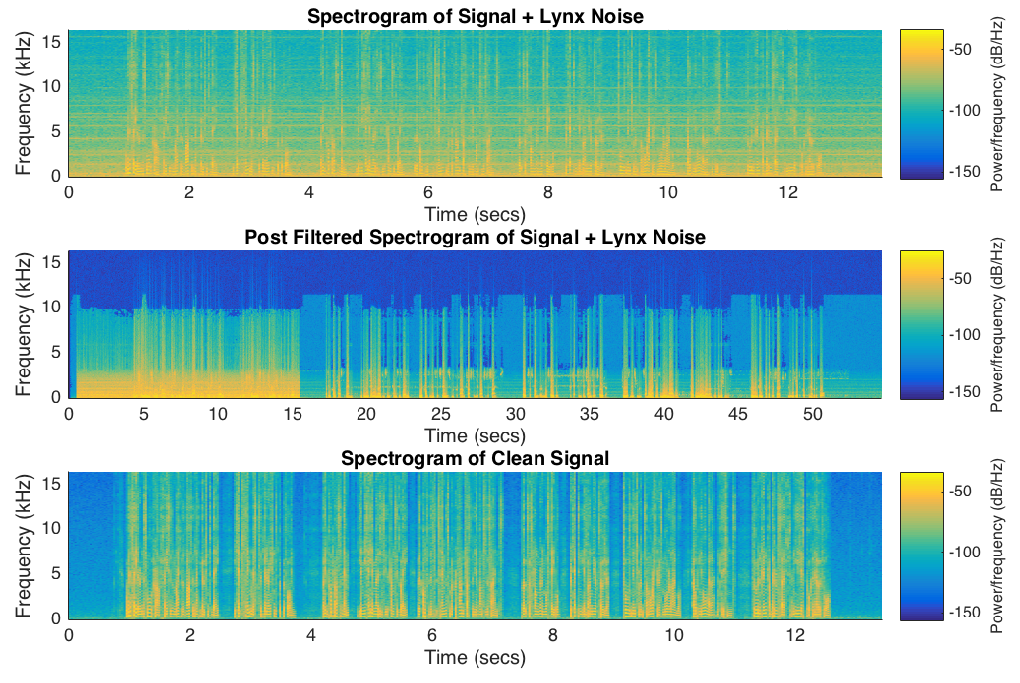 Spectrogram of Signal + Lynx Noise
Frequency (kHz)
15
10
5
0
0 2 4 6 8 10 12
Time (secs)
-50
-100
-150
Power/frequency (dB/Hz)
Post Filtered Spectrogram of Signal + Lynx Noise
Frequency (kHz)
15
10
5
0
0 5 10 15 20 25 30 35 40 45 50
Time (secs)
-50
-100
-150
Power/frequency (dB/Hz)
Spectrogram of Clean Signal
Frequency (kHz)
15
10
5
0
0 2 4 6 8 10 12
Time (secs)
-50
-100
-150
Power/frequency (dB/Hz)